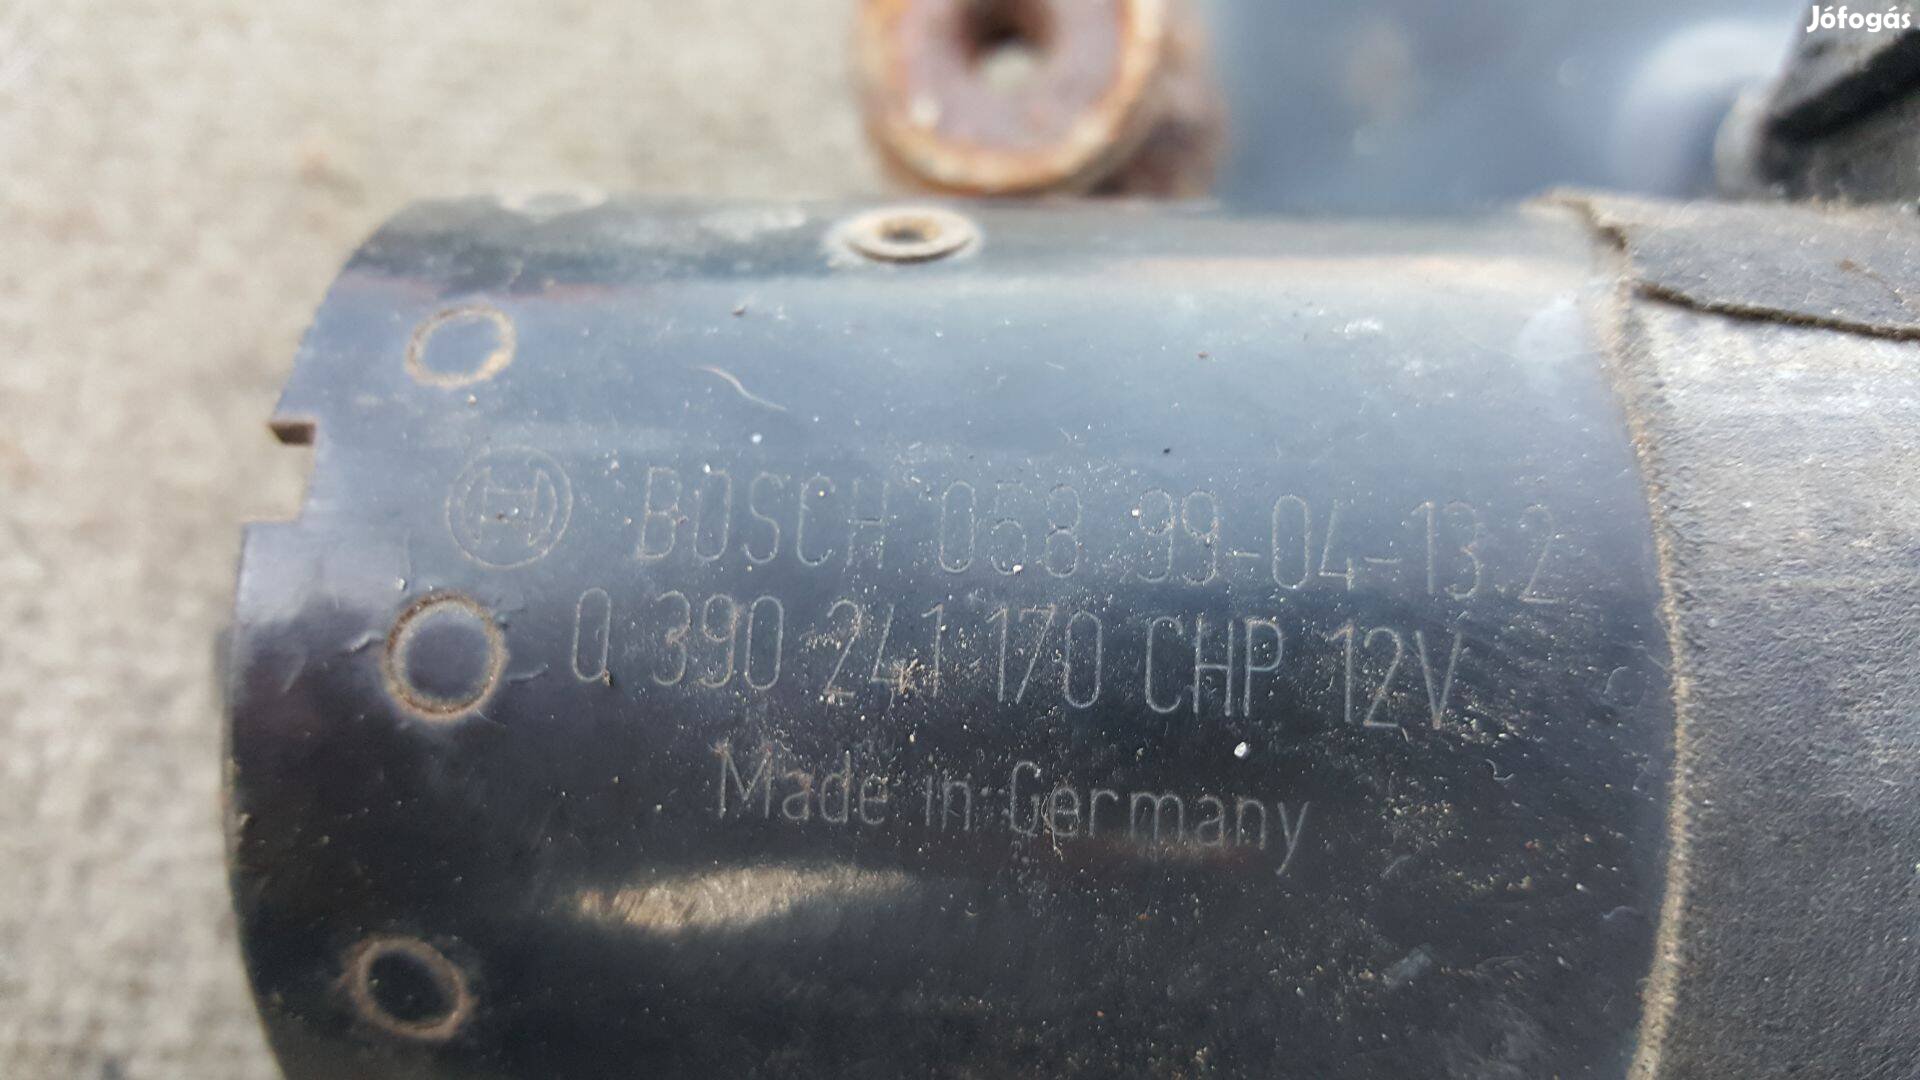 Jófogás
BOSCH 058 99-04-13.2
0 390 241 170 CHP 12V
Made in Germany